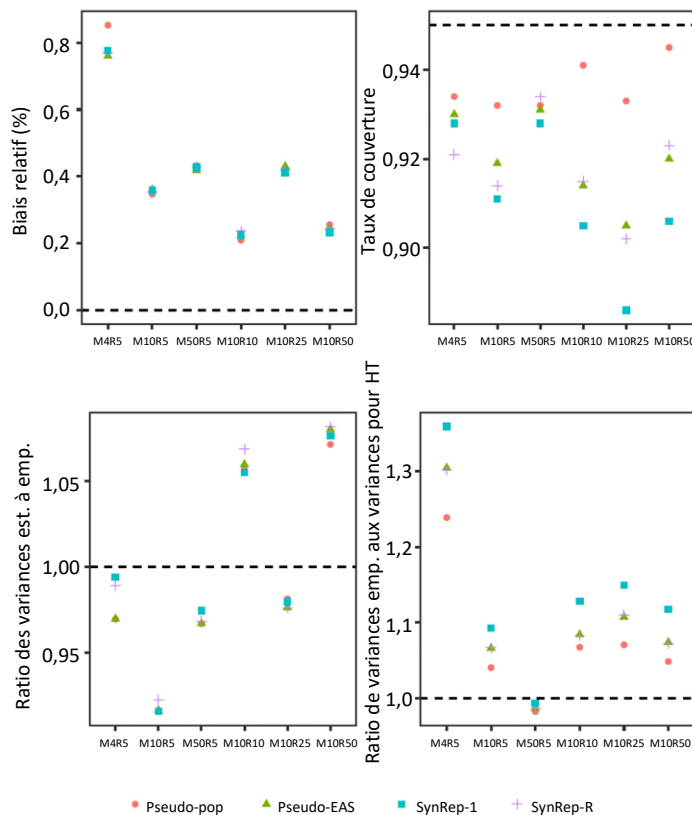 Biais relatif (%)
0,8
0,6
0,4
0,2
0,0
M4R5 M10R5 M50R5 M10R10 M10R25 M10R50
Taux de couverture
0,94
0,92
0,90
M4R5 M10R5 M50R5 M10R10 M10R25 M10R50
Ratio des variances est. à emp.
1,05
1,00
0,95
M4R5 M10R5 M50R5 M10R10 M10R25 M10R50
Ratio de variances emp. aux variances pour HT
1,3
1,2
1,1
1,0
M4R5 M10R5 M50R5 M10R10 M10R25 M10R50
Pseudo-pop Pseudo-EAS SynRep-1 SynRep-R